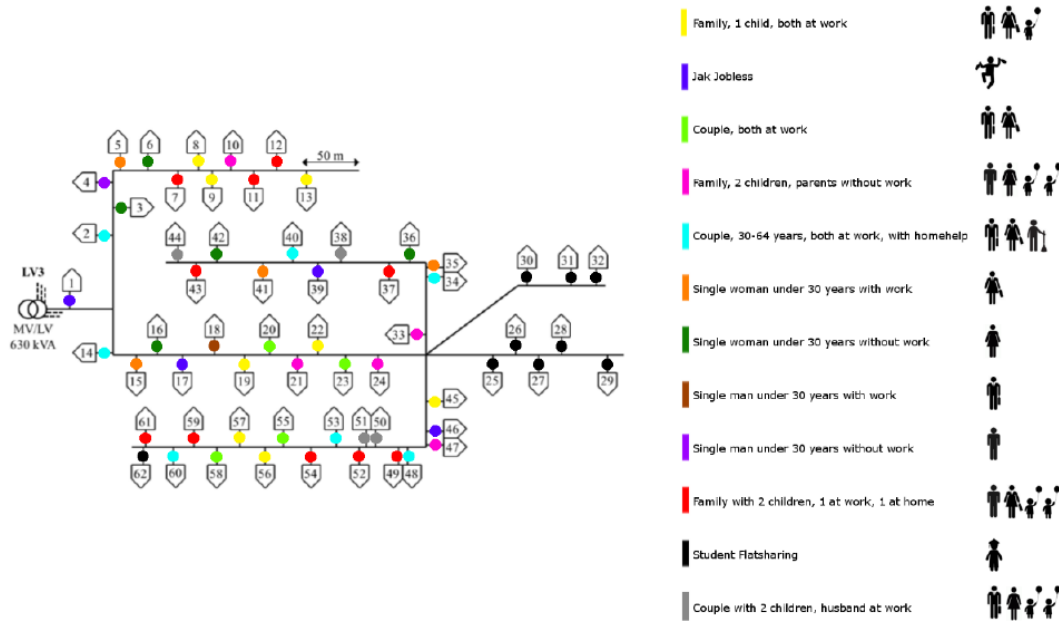 5 6 8 10 12
50 m
4
3
7 9 11 13
2
44 42 40 38 36
35
34
43 41 39 37
30 31 32
LV3
1
MV/LV
630 kVA
33
14
16 18 20 22
26 28
15 17 19 21 23 24
25 27 29
45
46
47
61 59 57 55 53 51 50
62 60 58 56 54 52 49 48
Family, 1 child, both at work
Jak Jobless
Couple, both at work
Family, 2 children, parents without work
Couple, 30-64 years, both at work, with homehelp
Single woman under 30 years with work
Single woman under 30 years without work
Single man under 30 years with work
Single man under 30 years without work
Family with 2 children, 1 at work, 1 at home
Student Flatsharing
Couple with 2 children, husband at work